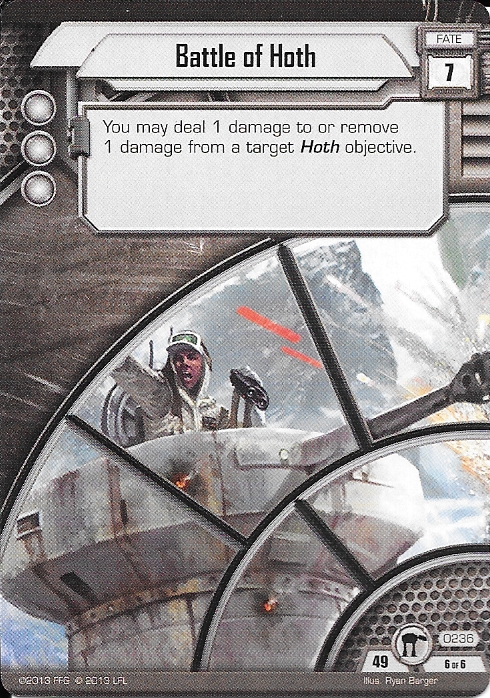 Battle of Hoth
FATE
7
You may deal 1 damage to or remove
1 damage from a target Hoth objective.
0236
49
6 OF 6
©2013 FFG © 2013 LFL
Illus. Ryan Barger